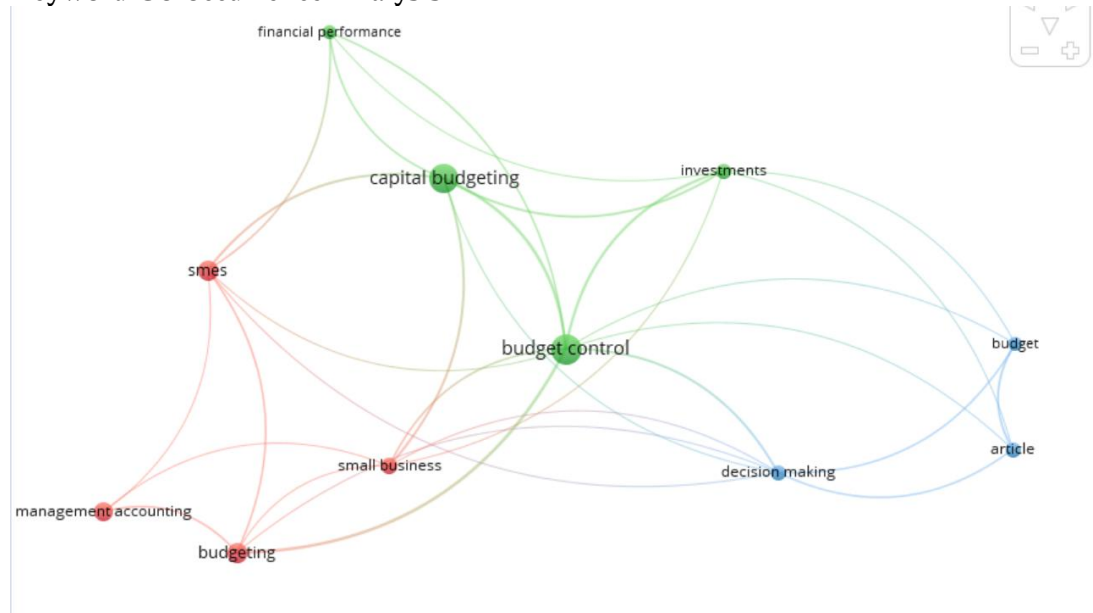 financial performance
capital budgeting
investments
smes
budget control
budget
article
small business
decision making
management accounting
budgeting